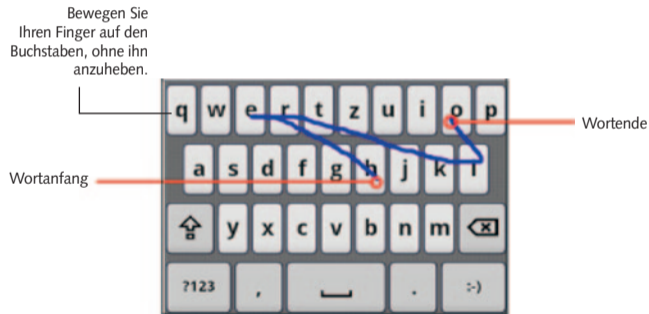 Bewegen Sie
Ihren Finger auf den
Buchstaben, ohne ihn
anzuheben.
q w e r t z u i o p
Wortende
a s d f g h j k l
Wortanfang
y x c v b n m
?123 , . :-)